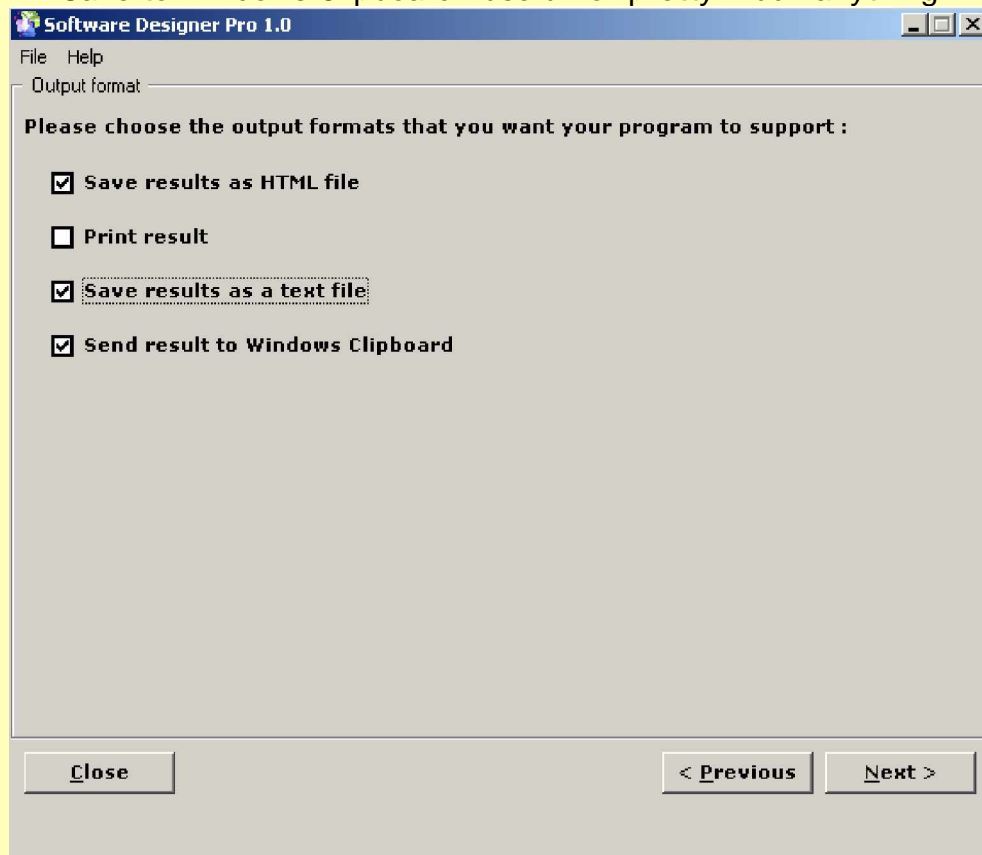 Software Designer Pro 1.0
File Help
Output format
Please choose the output formats that you want your program to support :
Save results as HTML file
Print result
Save results as a text file
Send result to Windows Clipboard
Close
< Previous
Next >